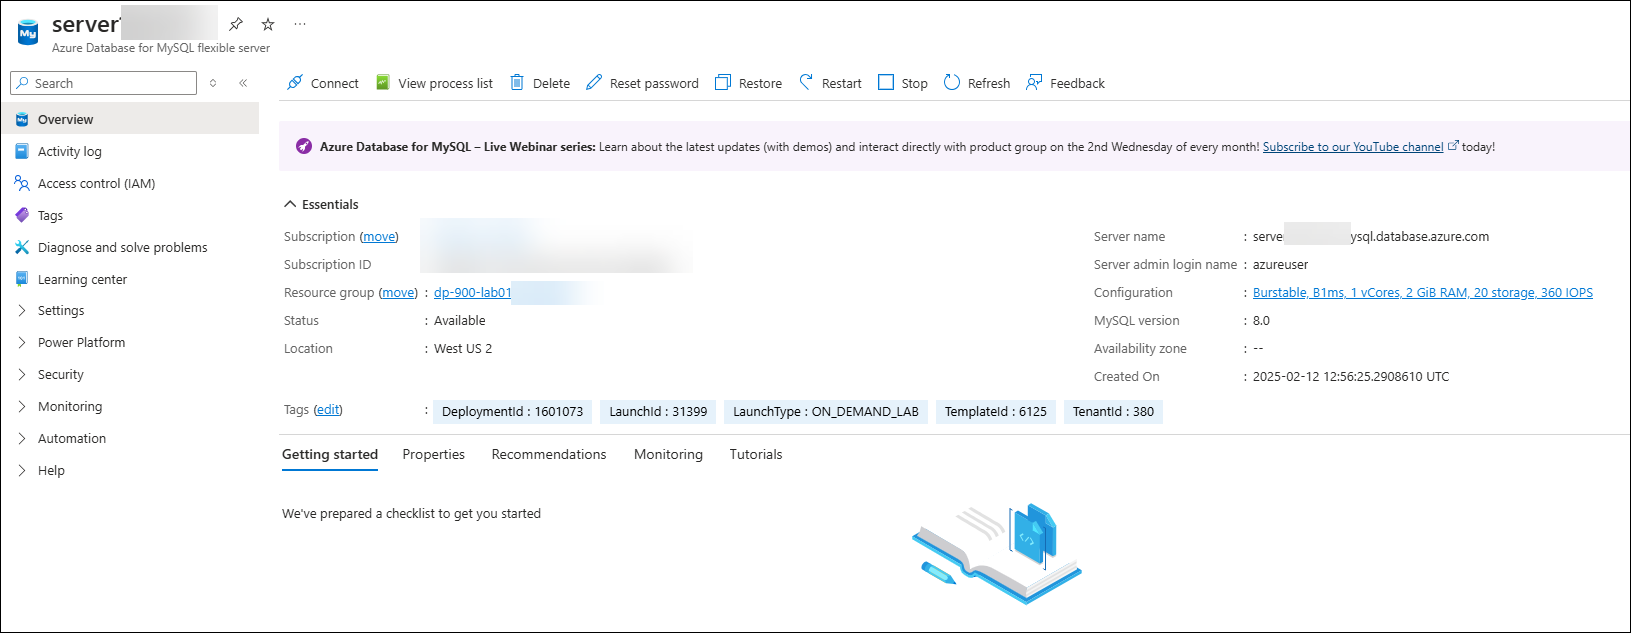 server
Azure Database for MySQL flexible server
Search
Connect View process list Delete Reset password Restore Restart Stop Refresh Feedback
Overview
Activity log
Access control (IAM)
Tags
Diagnose and solve problems
Learning center
Settings
Power Platform
Security
Monitoring
Automation
Help
Azure Database for MySQL – Live Webinar series: Learn about the latest updates (with demos) and interact directly with product group on the 2nd Wednesday of every month! Subscribe to our YouTube channel today!
Essentials
Subscription (move)
Subscription ID
Resource group (move) : dp-900-lab01
Status : Available
Location : West US 2
Server name : serve ysql.database.azure.com
Server admin login name : azureuser
Configuration : Burstable, B1ms, 1 vCores, 2 GiB RAM, 20 storage, 360 IOPS
MySQL version : 8.0
Availability zone : --
Created On : 2025-02-12 12:56:25.2908610 UTC
Tags (edit) : DeploymentId : 1601073 LaunchId : 31399 LaunchType : ON_DEMAND_LAB TemplateId : 6125 TenantId : 380
Getting started Properties Recommendations Monitoring Tutorials
We've prepared a checklist to get you started